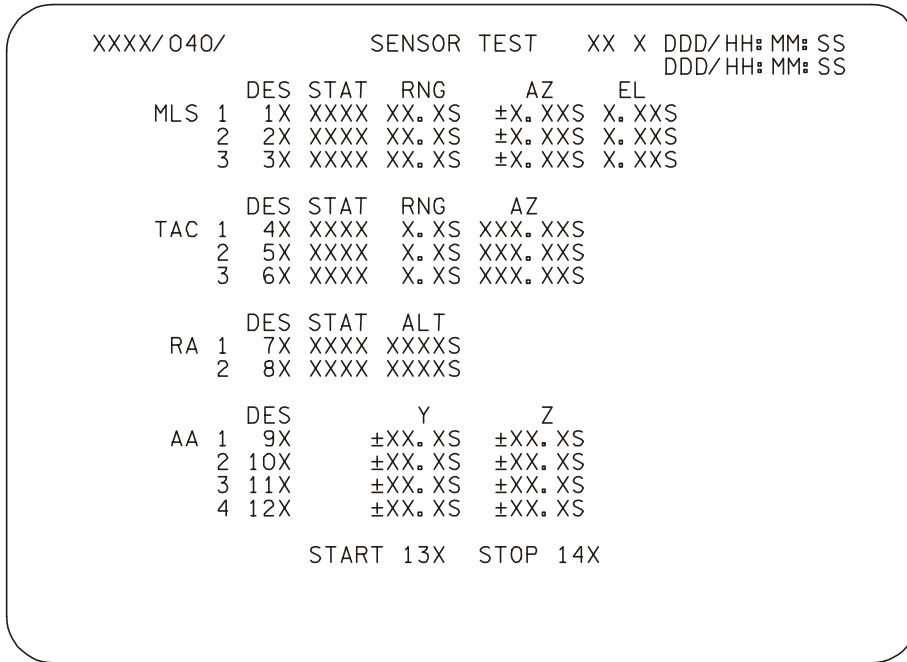 XXXX/040/ SENSOR TEST XX X DDD/HH:MM:SS
DDD/HH:MM:SS
DES STAT RNG AZ EL
MLS 1 1X XXXX XX.XS ±X.XXS X.XXS
2 2X XXXX XX.XS ±X.XXS X.XXS
3 3X XXXX XX.XS ±X.XXS X.XXS
DES STAT RNG AZ
TAC 1 4X XXXX X.XS XXX.XXS
2 5X XXXX X.XS XXX.XXS
3 6X XXXX X.XS XXX.XXS
DES STAT ALT
RA 1 7X XXXX XXXXS
2 8X XXXX XXXXS
DES Y Z
AA 1 9X ±XX.XS ±XX.XS
2 10X ±XX.XS ±XX.XS
3 11X ±XX.XS ±XX.XS
4 12X ±XX.XS ±XX.XS
START 13X STOP 14X